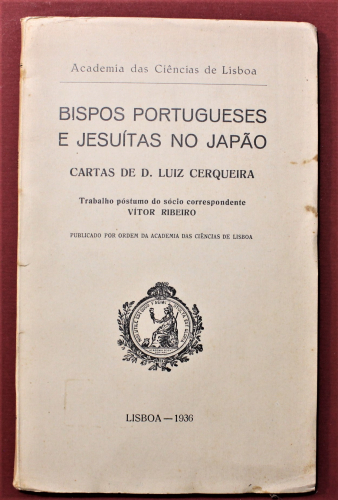 Academia das Ciências de Lisboa
BISPOS PORTUGUESES
E JESUÍTAS NO JAPÃO
CARTAS DE D. LUIZ CERQUEIRA
Trabalho póstumo do sócio correspondente
VÍTOR RIBEIRO
PUBLICADO POR ORDEM DA ACADEMIA DAS CIÊNCIAS DE LISBOA
LISBOA — 1936